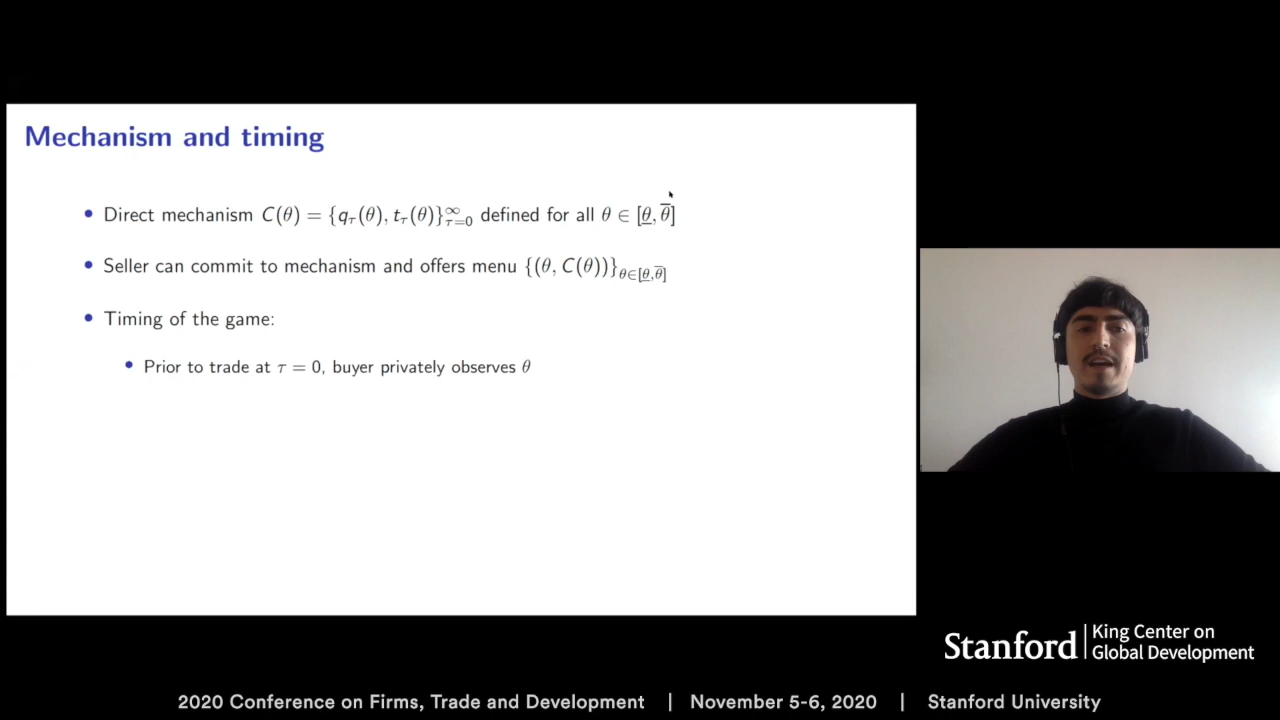 Mechanism and timing
• Direct mechanism C(θ) = {q_τ(θ), t_τ(θ)}_{τ=0}^∞ defined for all θ ∈ [θ̲, θ̅]
• Seller can commit to mechanism and offers menu {(θ, C(θ))}_{θ∈[θ̲,θ̅]}
• Timing of the game:
• Prior to trade at τ = 0, buyer privately observes θ
Stanford | King Center on
Global Development
2020 Conference on Firms, Trade and Development | November 5-6, 2020 | Stanford University